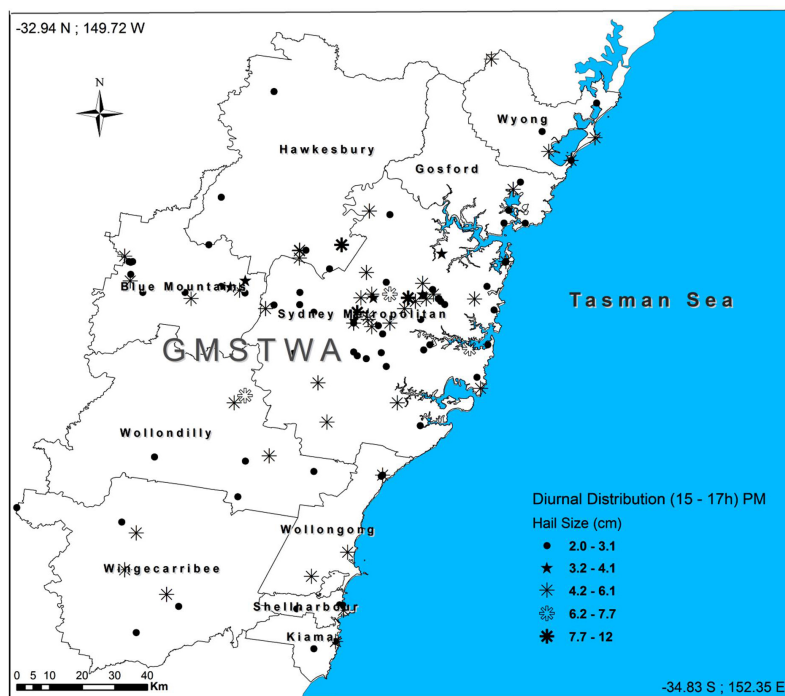 -32.94 N ; 149.72 W
N
Wyong
Hawkesbury
Gosford
Blue Mountains
Tasman Sea
Sydney Metropolitan
GMSTWA
Wollondilly
Diurnal Distribution (15 - 17h) PM
Hail Size (cm)
2.0 - 3.1
Wollongong
3.2 - 4.1
Wingecarribee
4.2 - 6.1
Shellharbour
6.2 - 7.7
Kiama
7.7 - 12
0 5 10 20 30 40
Km
-34.83 S ; 152.35 E